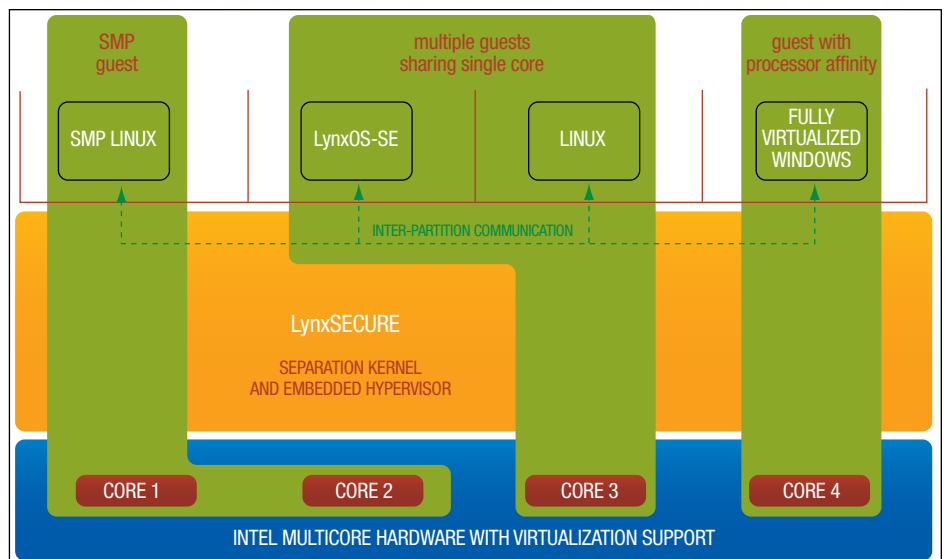 SMP
guest
multiple guests
sharing single core
guest with
processor affinity
SMP LINUX
LynxOS-SE
LINUX
FULLY
VIRTUALIZED
WINDOWS
INTER-PARTITION COMMUNICATION
LynxSECURE
SEPARATION KERNEL
AND EMBEDDED HYPERVISOR
CORE 1
CORE 2
CORE 3
CORE 4
INTEL MULTICORE HARDWARE WITH VIRTUALIZATION SUPPORT